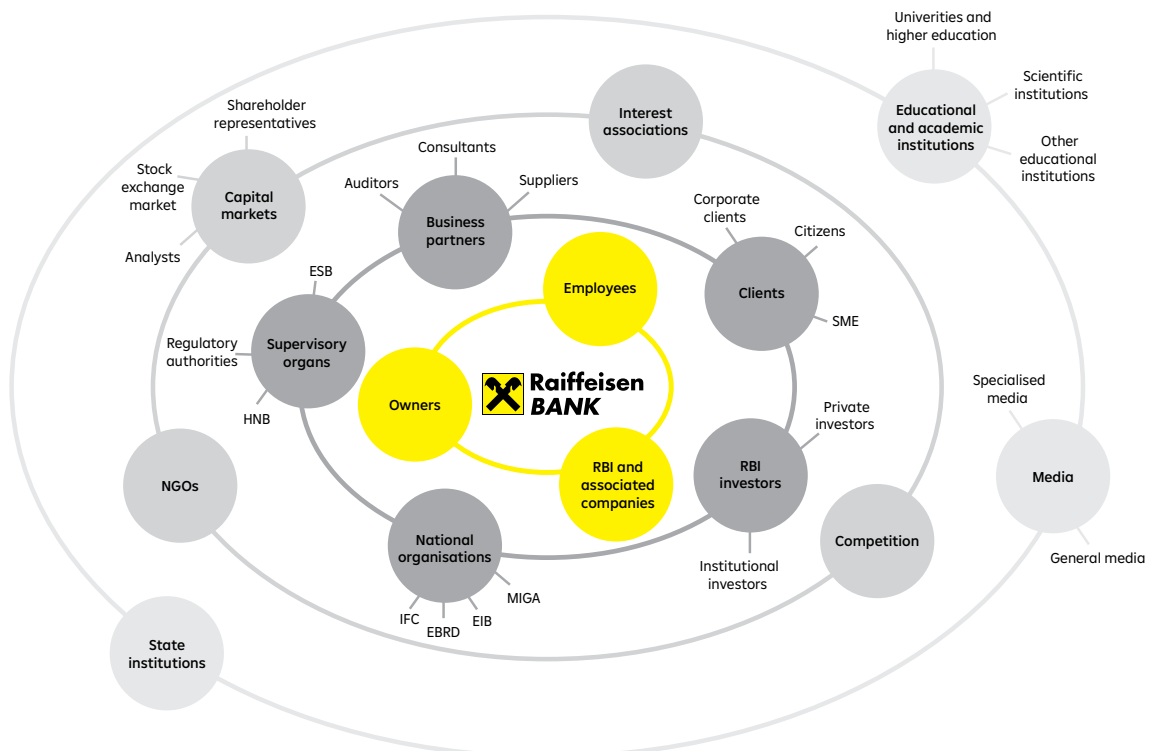 Univerities and
higher education
Scientific
institutions
Educational
and academic
institutions
Other
educational
institutions
Interest
associations
Shareholder
representatives
Stock
exchange
market
Capital
markets
Analysts
Consultants
Auditors
Suppliers
Business
partners
Corporate
clients
Citizens
Clients
SME
ESB
Regulatory
authorities
Supervisory
organs
HNB
Employees
Owners
Raiffeisen
BANK
RBI and
associated
companies
Private
investors
RBI
investors
Institutional
investors
Specialised
media
Media
General media
NGOs
Competition
National
organisations
MIGA
IFC
EBRD
EIB
State
institutions